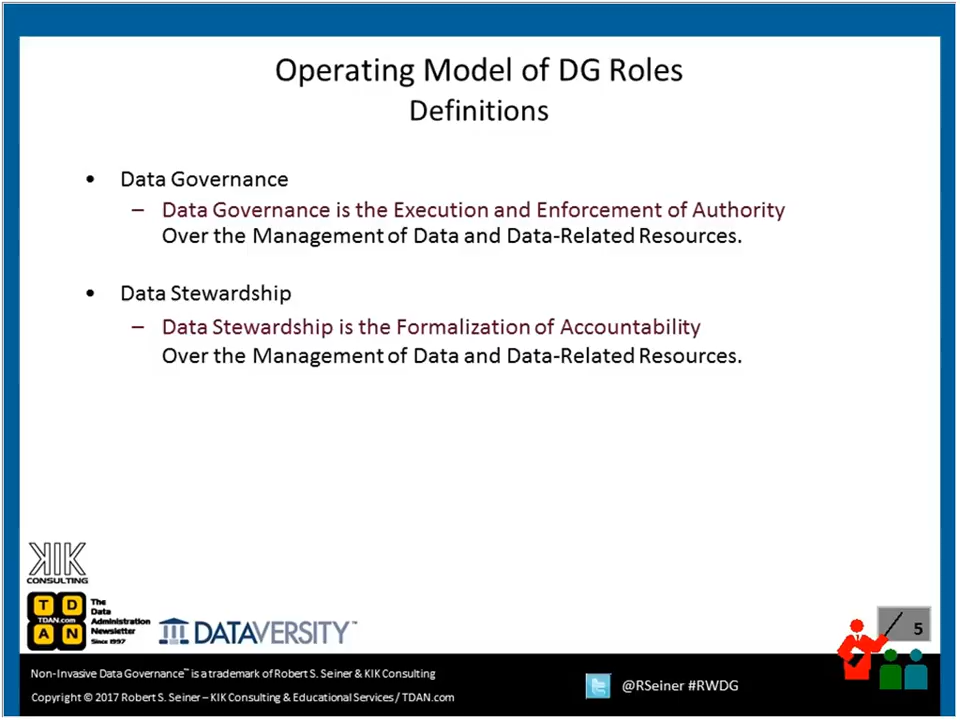 Operating Model of DG Roles
Definitions
• Data Governance
– Data Governance is the Execution and Enforcement of Authority
Over the Management of Data and Data-Related Resources.
• Data Stewardship
– Data Stewardship is the Formalization of Accountability
Over the Management of Data and Data-Related Resources.
KIK
CONSULTING
T D
TDAN.com
A N
The
Data
Administration
Newsletter
Since 1997
DATAVERSITY™
5
Non-Invasive Data Governance™ is a trademark of Robert S. Seiner & KIK Consulting
Copyright © 2017 Robert S. Seiner – KIK Consulting & Educational Services / TDAN.com
@RSeiner #RWDG